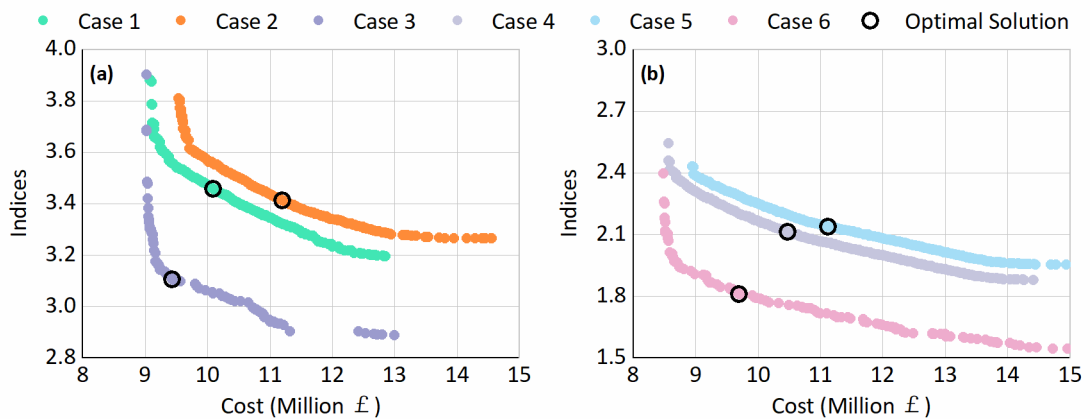 Case 1 Case 2 Case 3 Case 4 Case 5 Case 6 Optimal Solution
(a)
Indices
4.0
3.8
3.6
3.4
3.2
3.0
2.8
8 9 10 11 12 13 14 15
Cost (Million £)
(b)
Indices
3.0
2.7
2.4
2.1
1.8
1.5
8 9 10 11 12 13 14 15
Cost (Million £)